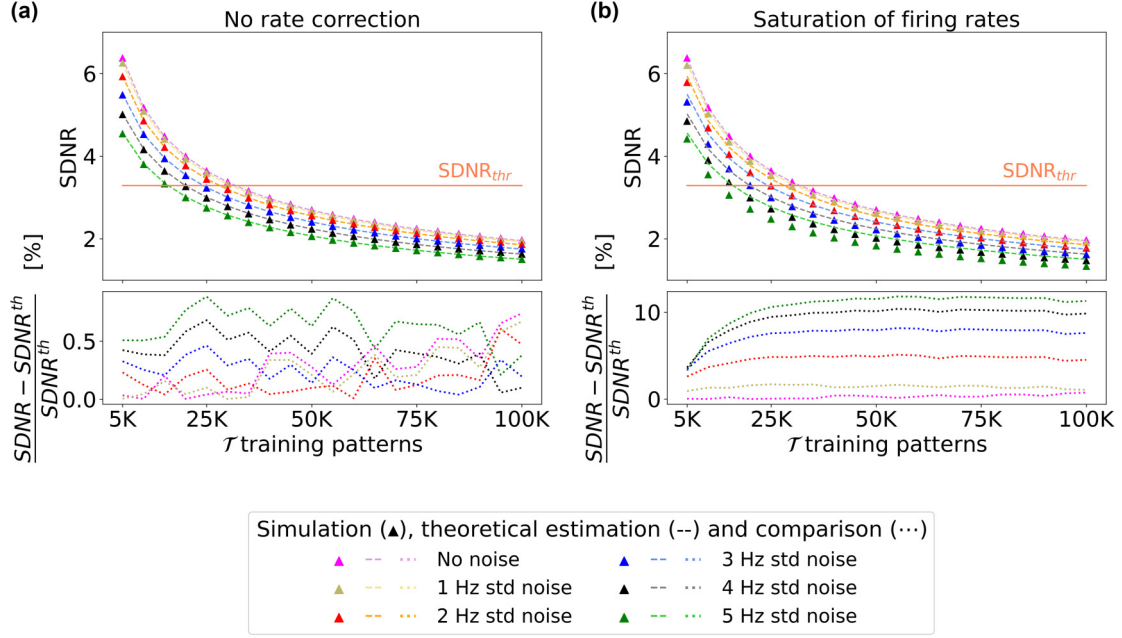 (a)
No rate correction
6
4
2
SDNR
SDNR_thr
[%]
0.5
0.0
SDNR − SDNR^th
SDNR^th
5K 25K 50K 75K 100K
𝒯 training patterns
(b)
Saturation of firing rates
6
4
2
SDNR
SDNR_thr
[%]
10
0
SDNR − SDNR^th
SDNR^th
5K 25K 50K 75K 100K
𝒯 training patterns
Simulation (▲), theoretical estimation (--) and comparison (⋯)
No noise
1 Hz std noise
2 Hz std noise
3 Hz std noise
4 Hz std noise
5 Hz std noise